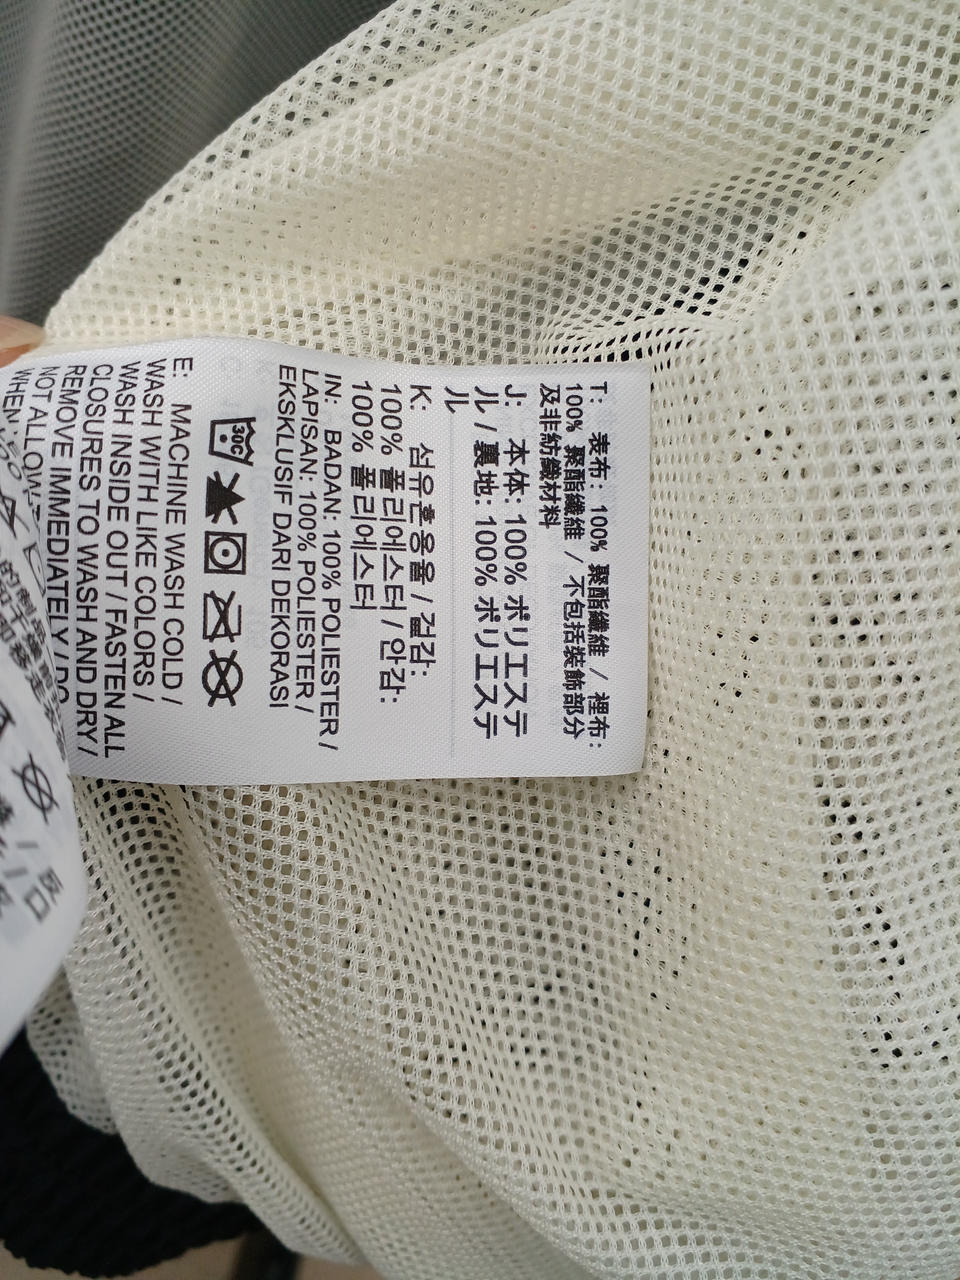 T: 表布: 100% 聚酯纖維 / 裡布:
100% 聚酯纖維 / 不包括裝飾部分
及非紡織材料
J: 本体: 100% ポリエステ
ル / 裏地: 100% ポリエステ
ル
K: 섬유혼용율 / 겉감:
100% 폴리에스터 / 안감:
100% 폴리에스터
IN: BADAN: 100% POLIESTER /
LAPISAN: 100% POLIESTER /
EKSKLUSIF DARI DEKORASI
30C
E: MACHINE WASH COLD /
WASH WITH LIKE COLORS /
WASH INSIDE OUT / FASTEN ALL
CLOSURES TO WASH AND DRY /
REMOVE IMMEDIATELY / DO
NOT ALLOW
WHEN